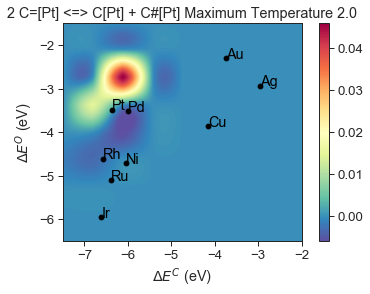 2 C=[Pt] <=> C[Pt] + C#[Pt] Maximum Temperature 2.0
−2
−3
−4
−5
−6
ΔE^O (eV)
Au
Ag
Pt
Pd
Cu
Rh
Ni
Ru
Ir
−7
−6
−5
−4
−3
−2
ΔE^C (eV)
0.04
0.03
0.02
0.01
0.00